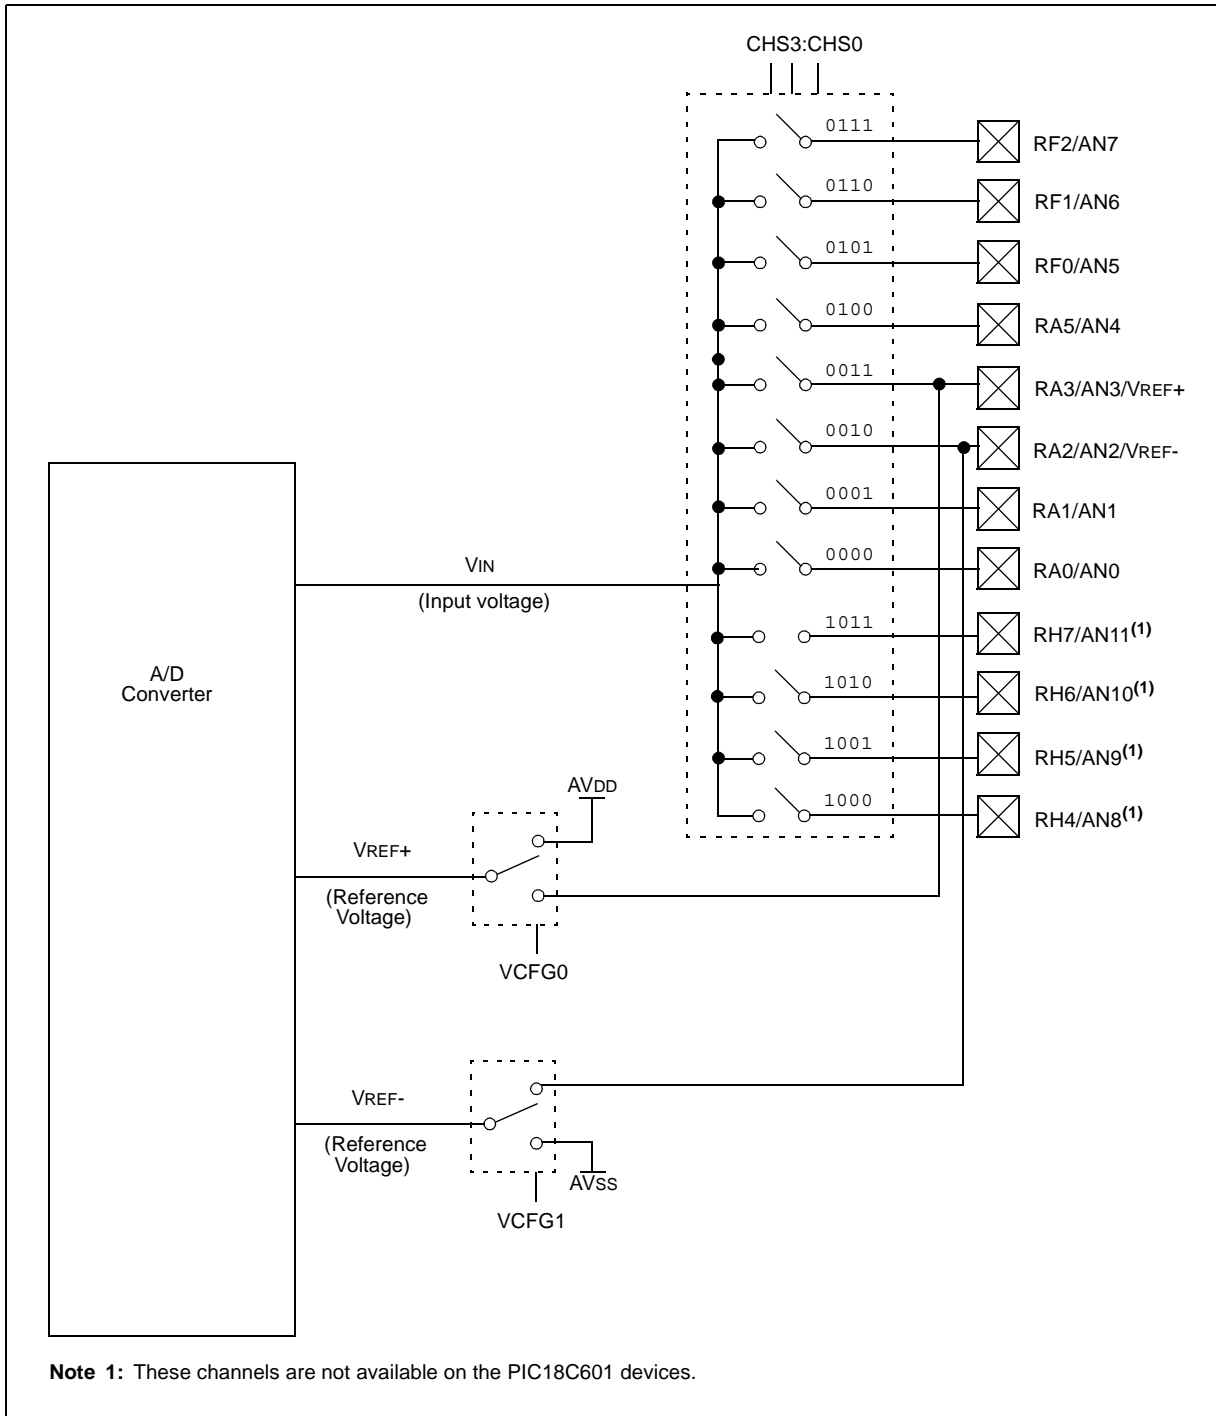 CHS3:CHS0
0111
RF2/AN7
0110
RF1/AN6
0101
RF0/AN5
0100
RA5/AN4
0011
RA3/AN3/VREF+
0010
RA2/AN2/VREF-
0001
RA1/AN1
0000
RA0/AN0
VIN
(Input voltage)
1011
RH7/AN11(1)
A/D
Converter
1010
RH6/AN10(1)
1001
RH5/AN9(1)
AVDD
1000
RH4/AN8(1)
VREF+
(Reference
Voltage)
VCFG0
VREF-
(Reference
Voltage)
AVSS
VCFG1
Note 1: These channels are not available on the PIC18C601 devices.